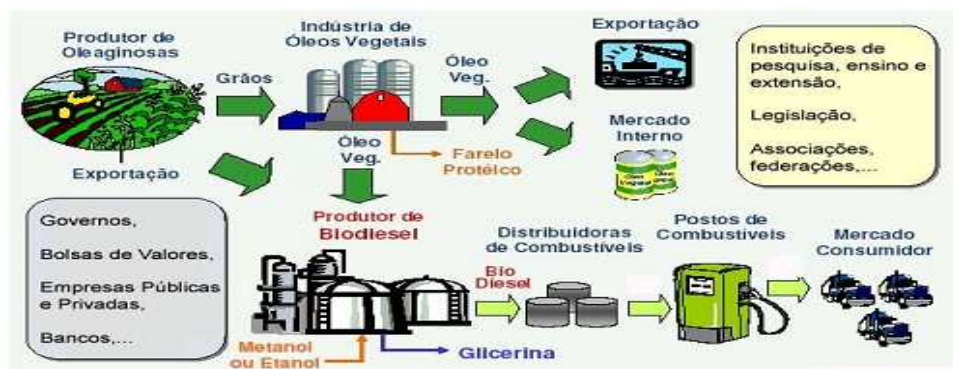 Produtor de
Oleaginosas
Grãos
Exportação
Indústria de
Óleos Vegetais
Óleo
Veg.
Óleo
Veg.
Farelo
Protélco
Exportação
Mercado
Interno
Instituições de
pesquisa, ensino e
extensão,
Legislação,
Associações,
federações,...
Governos,
Bolsas de Valores,
Empresas Públicas
e Privadas,
Bancos,...
Produtor de
Biodiesel
Metanol
ou Etanol
Glicerina
Bio
Diesel
Distribuidoras
de Combustíveis
Postos de
Combustíveis
Mercado
Consumidor